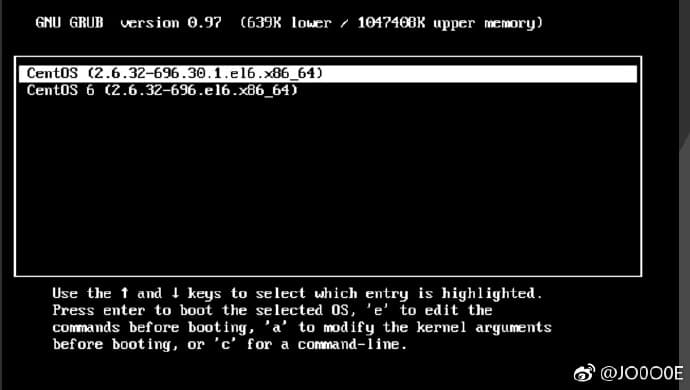 GNU GRUB  version 0.97  (639K lower / 1047408K upper memory)
CentOS (2.6.32-696.30.1.el6.x86_64)
CentOS 6 (2.6.32-696.el6.x86_64)
Use the ↑ and ↓ keys to select which entry is highlighted.
Press enter to boot the selected OS, 'e' to edit the
commands before booting, 'a' to modify the kernel arguments
before booting, or 'c' for a command-line.
@JO0O0E